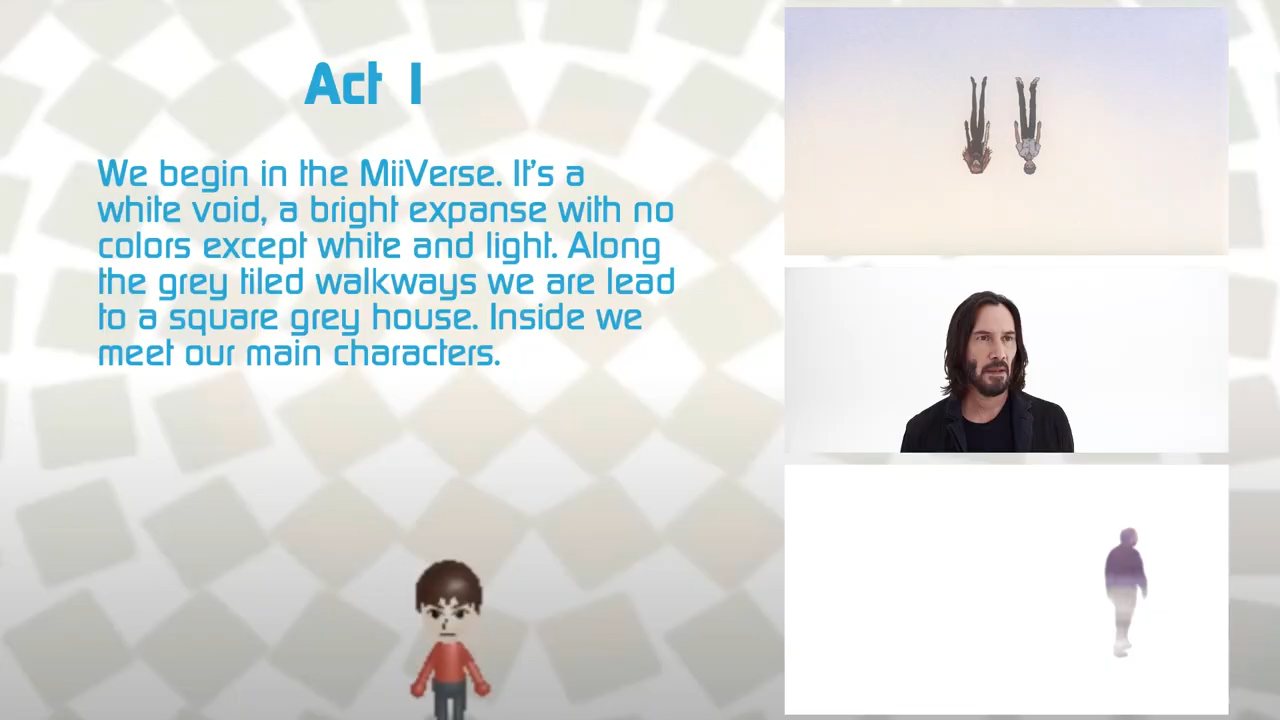 Act 1
We begin in the MiiVerse. It's a
white void, a bright expanse with no
colors except white and light. Along
the grey tiled walkways we are lead
to a square grey house. Inside we
meet our main characters.